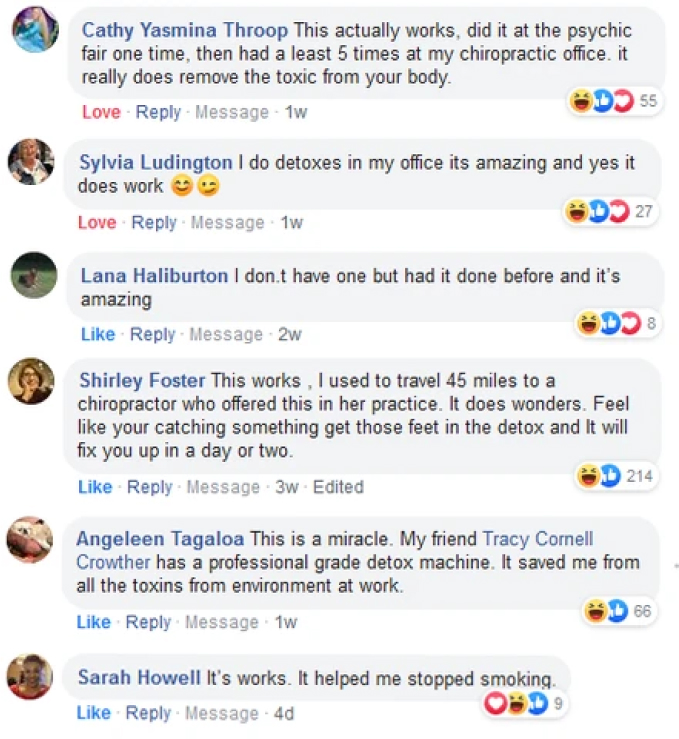 Cathy Yasmina Throop This actually works, did it at the psychic
fair one time, then had a least 5 times at my chiropractic office. it
really does remove the toxic from your body.
55
Love · Reply · Message · 1w
Sylvia Ludington I do detoxes in my office its amazing and yes it
does work 😊😉
27
Love · Reply · Message · 1w
Lana Haliburton I don.t have one but had it done before and it's
amazing
8
Like · Reply · Message · 2w
Shirley Foster This works , I used to travel 45 miles to a
chiropractor who offered this in her practice. It does wonders. Feel
like your catching something get those feet in the detox and It will
fix you up in a day or two.
214
Like · Reply · Message · 3w · Edited
Angeleen Tagaloa This is a miracle. My friend Tracy Cornell
Crowther has a professional grade detox machine. It saved me from
all the toxins from environment at work.
66
Like · Reply · Message · 1w
Sarah Howell It's works. It helped me stopped smoking.
9
Like · Reply · Message · 4d